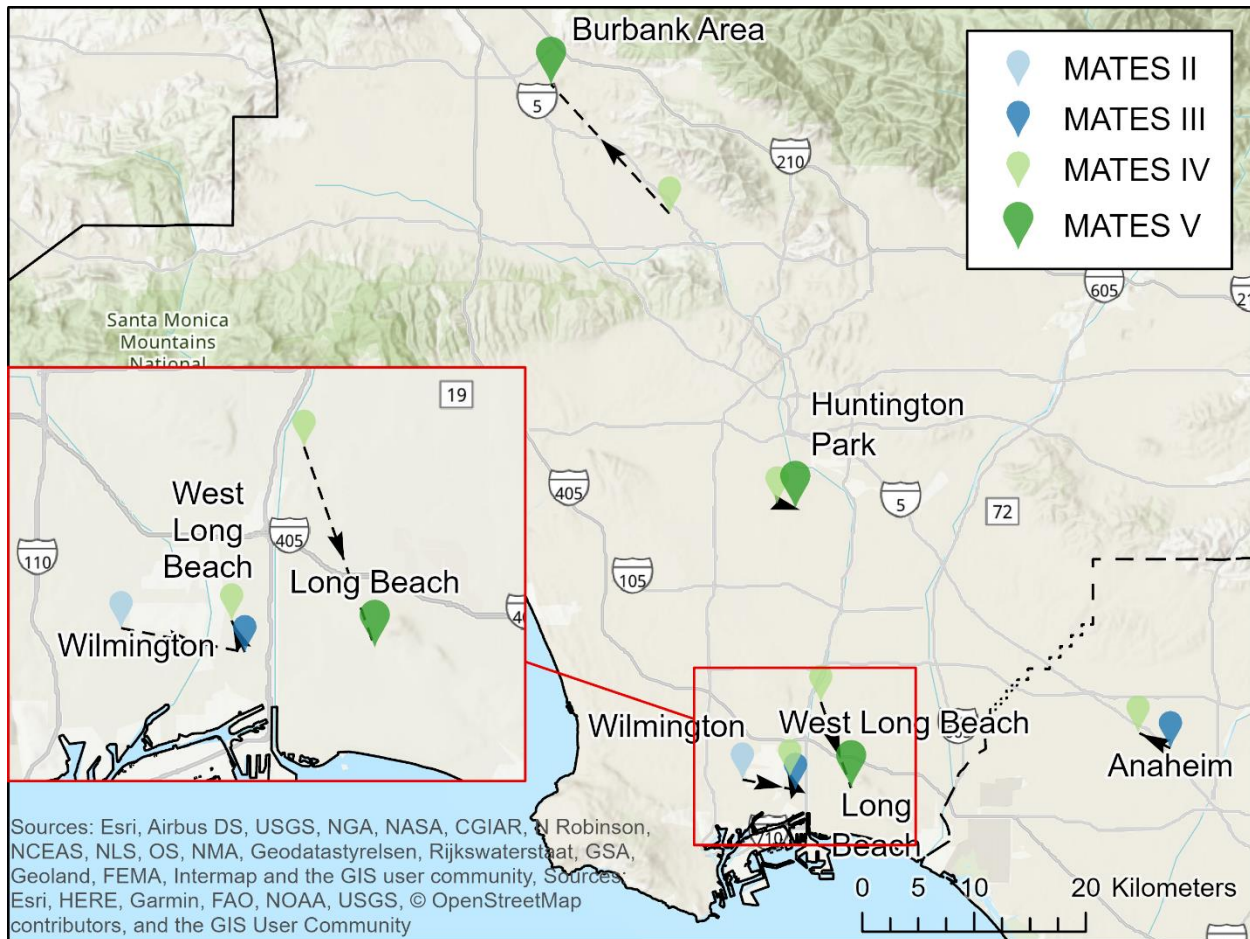 Burbank Area
MATES II
MATES III
MATES IV
MATES V
5
210
605
Santa Monica
Mountains
National
19
Huntington
Park
405
5
72
West
Long
Beach
405
110
105
Long Beach
Wilmington
Wilmington
West Long Beach
Anaheim
Long
Beach
710
Sources: Esri, Airbus DS, USGS, NGA, NASA, CGIAR, N Robinson,
NCEAS, NLS, OS, NMA, Geodatastyrelsen, Rijkswaterstaat, GSA,
Geoland, FEMA, Intermap and the GIS user community, Sources:
Esri, HERE, Garmin, FAO, NOAA, USGS, © OpenStreetMap
contributors, and the GIS User Community
0 5 10 20 Kilometers